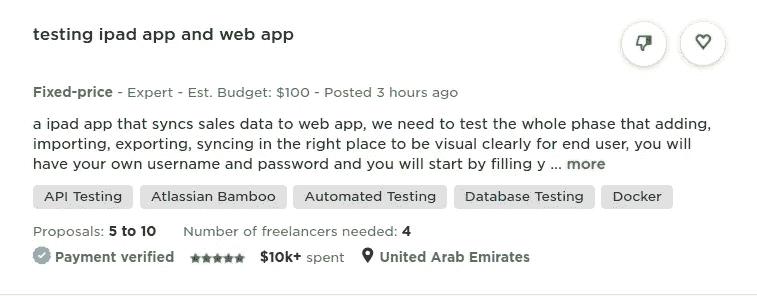 testing ipad app and web app
Fixed-price - Expert - Est. Budget: $100 - Posted 3 hours ago
a ipad app that syncs sales data to web app, we need to test the whole phase that adding,
importing, exporting, syncing in the right place to be visual clearly for end user, you will
have your own username and password and you will start by filling y ... more
API Testing Atlassian Bamboo Automated Testing Database Testing Docker
Proposals: 5 to 10 Number of freelancers needed: 4
Payment verified $10k+ spent United Arab Emirates